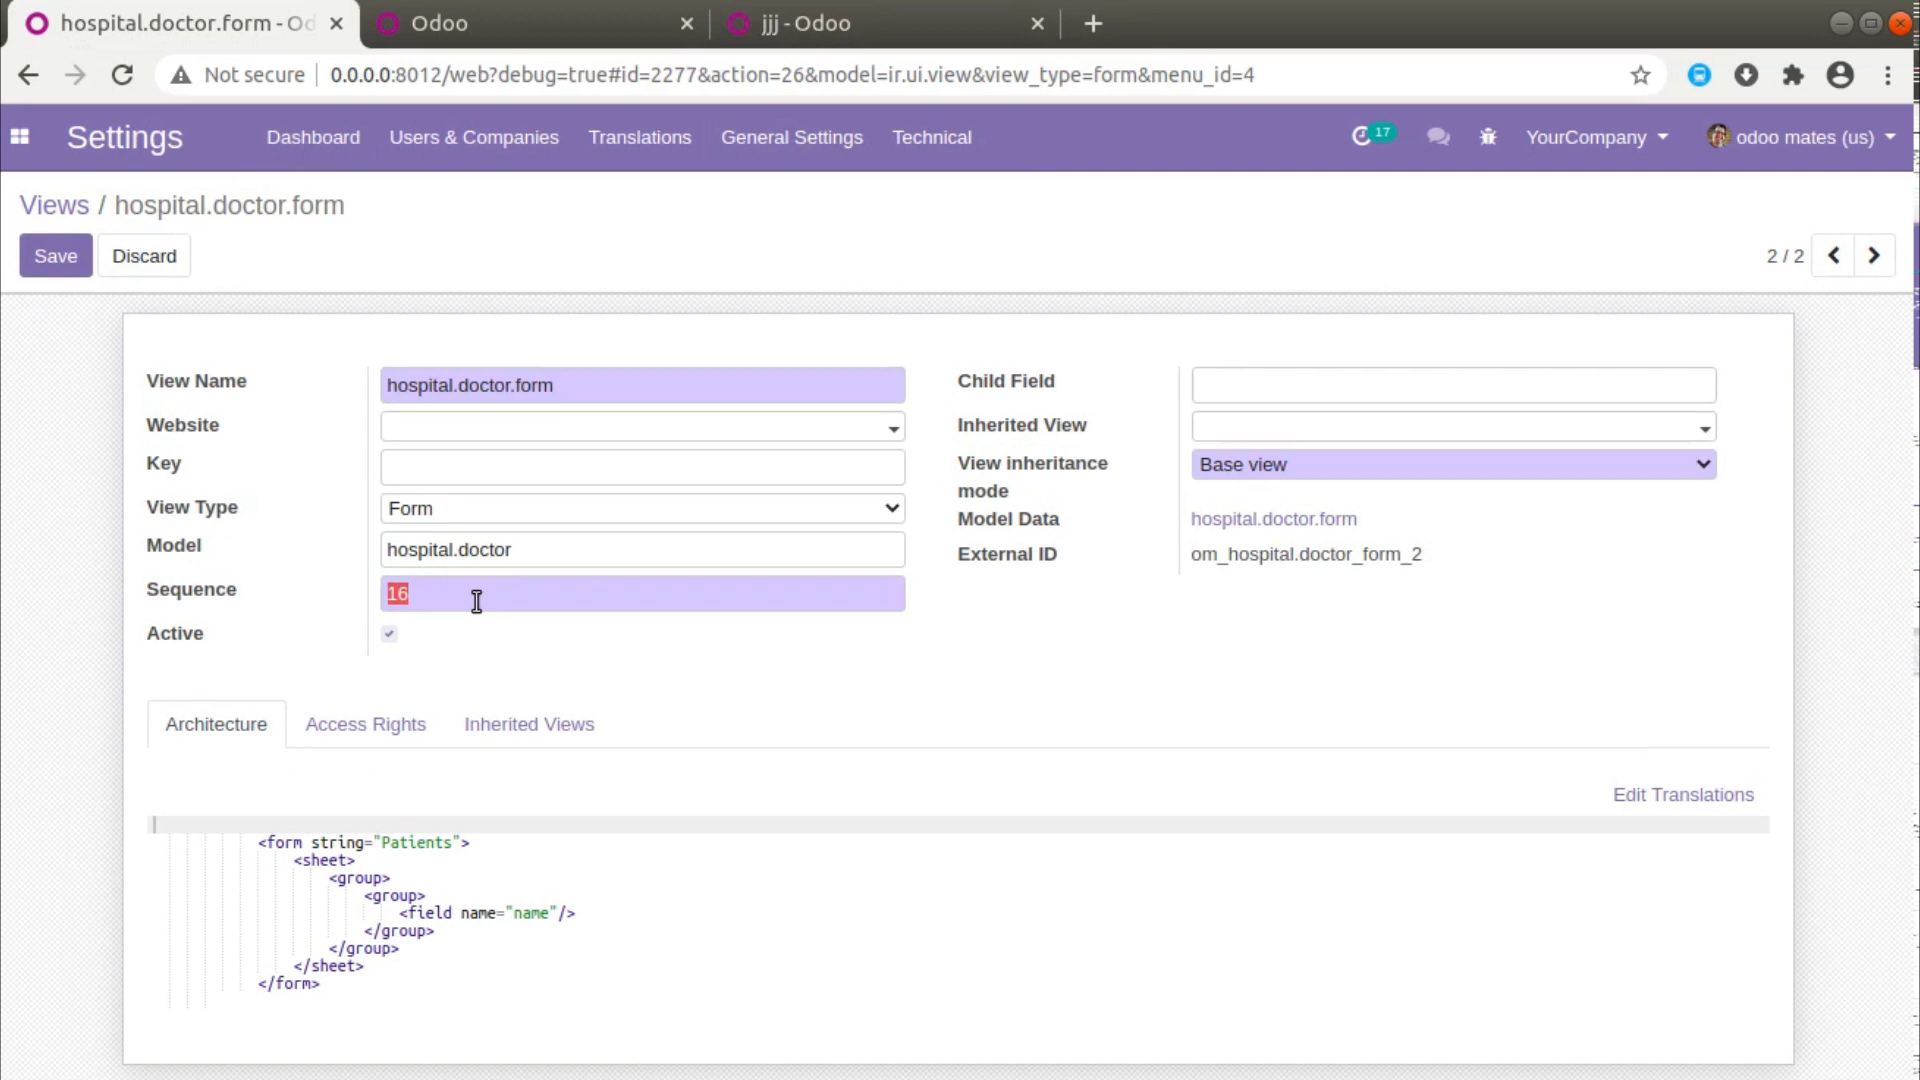 hospital.doctor.form - Od
Odoo
jjj - Odoo
Not secure
0.0.0.0:8012/web?debug=true#id=2277&action=26&model=ir.ui.view&view_type=form&menu_id=4
Settings
Dashboard
Users & Companies
Translations
General Settings
Technical
17
YourCompany
odoo mates (us)
Views / hospital.doctor.form
Save
Discard
2 / 2
View Name
hospital.doctor.form
Website
Key
View Type
Form
Model
hospital.doctor
Sequence
16
Active
Child Field
Inherited View
View inheritance
mode
Base view
Model Data
hospital.doctor.form
External ID
om_hospital.doctor_form_2
Architecture
Access Rights
Inherited Views
Edit Translations
<form string="Patients">
<sheet>
<group>
<group>
<field name="name"/>
</group>
</group>
</sheet>
</form>